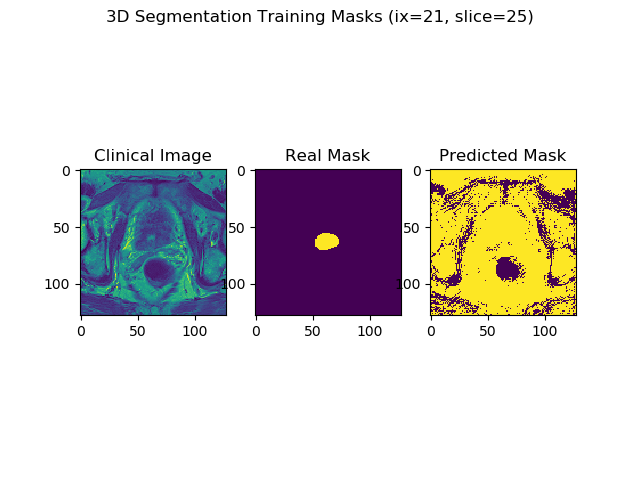 3D Segmentation Training Masks (ix=21, slice=25)
Clinical Image Real Mask Predicted Mask
0 0 0
50 50 50
100 100 100
0 50 100 0 50 100 0 50 100